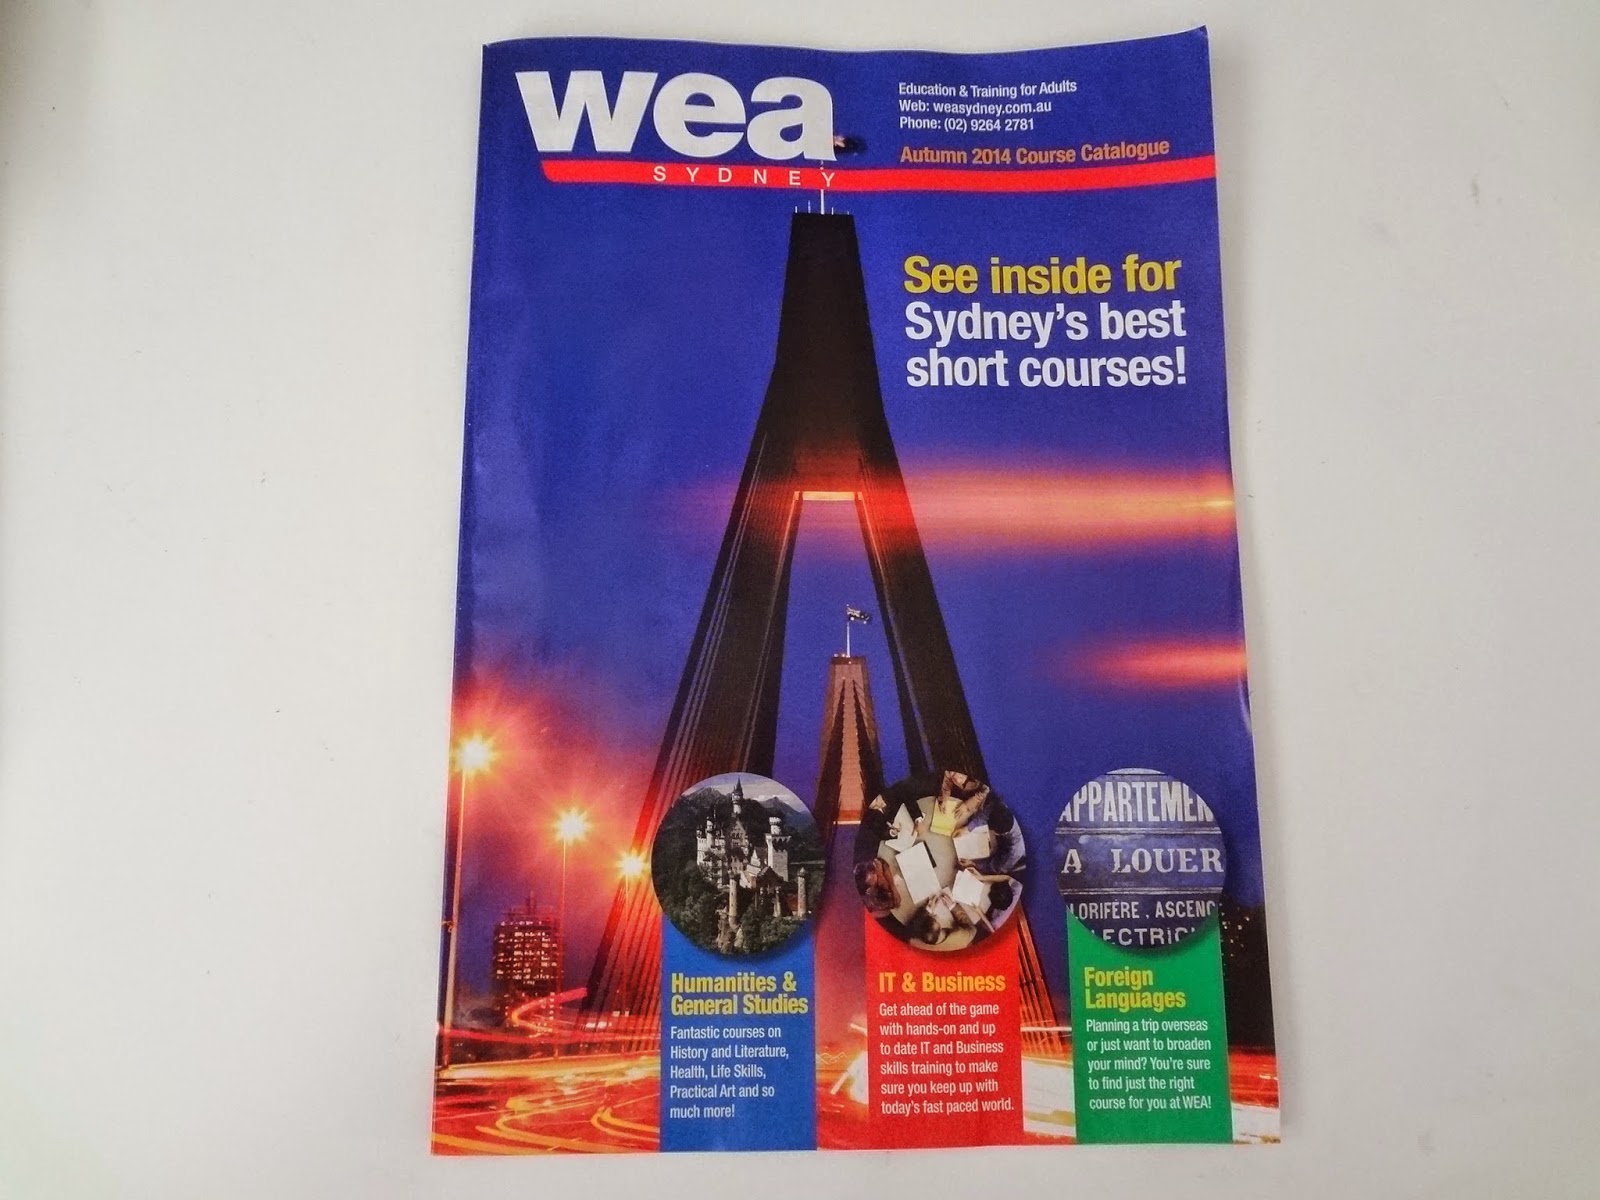 wea
SYDNEY
Education & Training for Adults
Web: weasydney.com.au
Phone: (02) 9264 2781
Autumn 2014 Course Catalogue
See inside for
Sydney's best
short courses!
Humanities &
General Studies
Fantastic courses on
History and Literature,
Health, Life Skills,
Practical Art and so
much more!
IT & Business
Get ahead of the game
with hands-on and up
to date IT and Business
skills training to make
sure you keep up with
today's fast paced world.
APPARTEMEN
A LOUER
LORIFÈRE, ASCENC
LECTRICI
Foreign
Languages
Planning a trip overseas
or just want to broaden
your mind? You're sure
to find just the right
course for you at WEA!